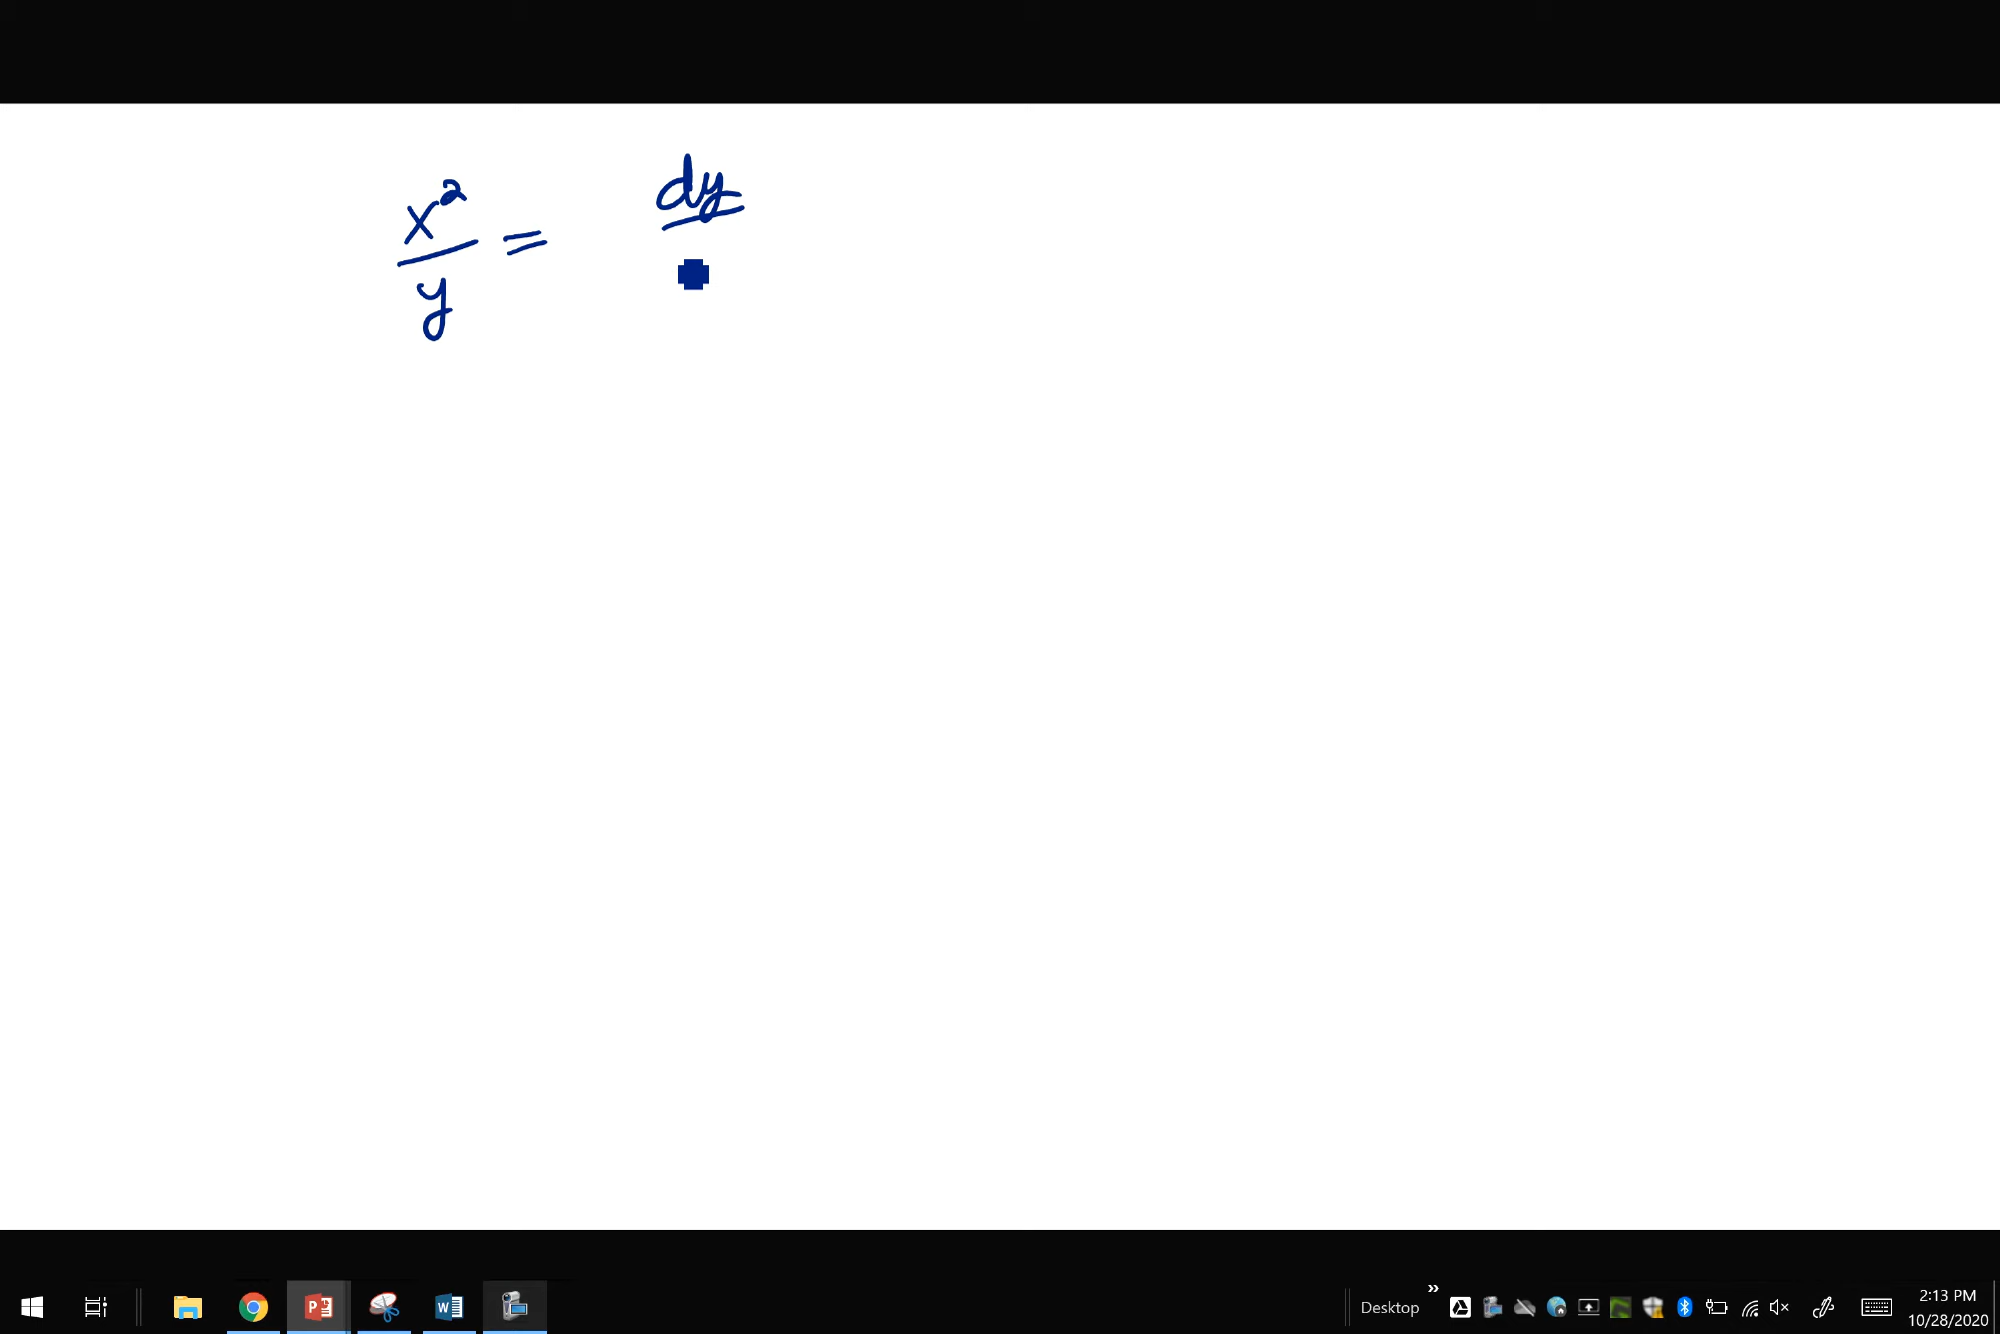 x² / y = dy /
Desktop
»
2:13 PM
10/28/2020